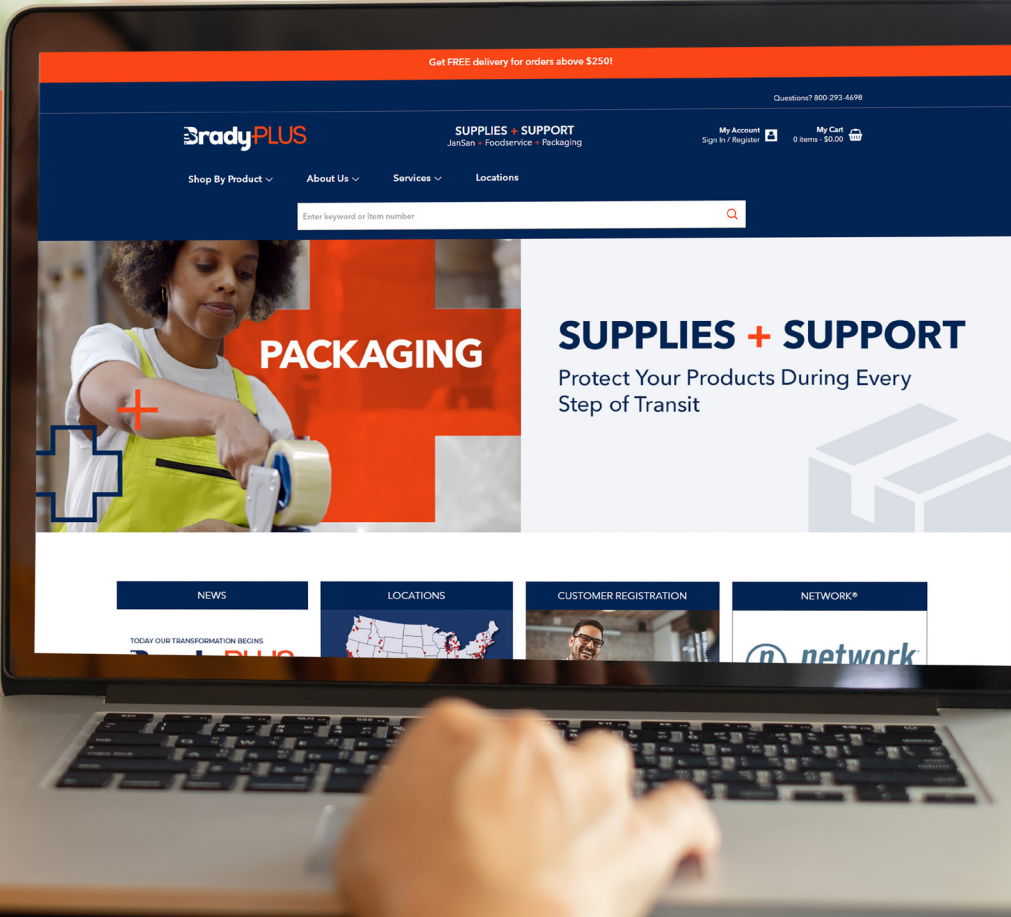 Get FREE delivery for orders above $250!
Questions? 800-293-4698
BradyPLUS
SUPPLIES + SUPPORT
JanSan + Foodservice + Packaging
My Account
Sign In / Register
My Cart
0 items - $0.00
Shop By Product
About Us
Services
Locations
Enter keyword or item number
PACKAGING
SUPPLIES + SUPPORT
Protect Your Products During Every
Step of Transit
NEWS
LOCATIONS
CUSTOMER REGISTRATION
NETWORK®
TODAY OUR TRANSFORMATION BEGINS
BradyPLUS
n network